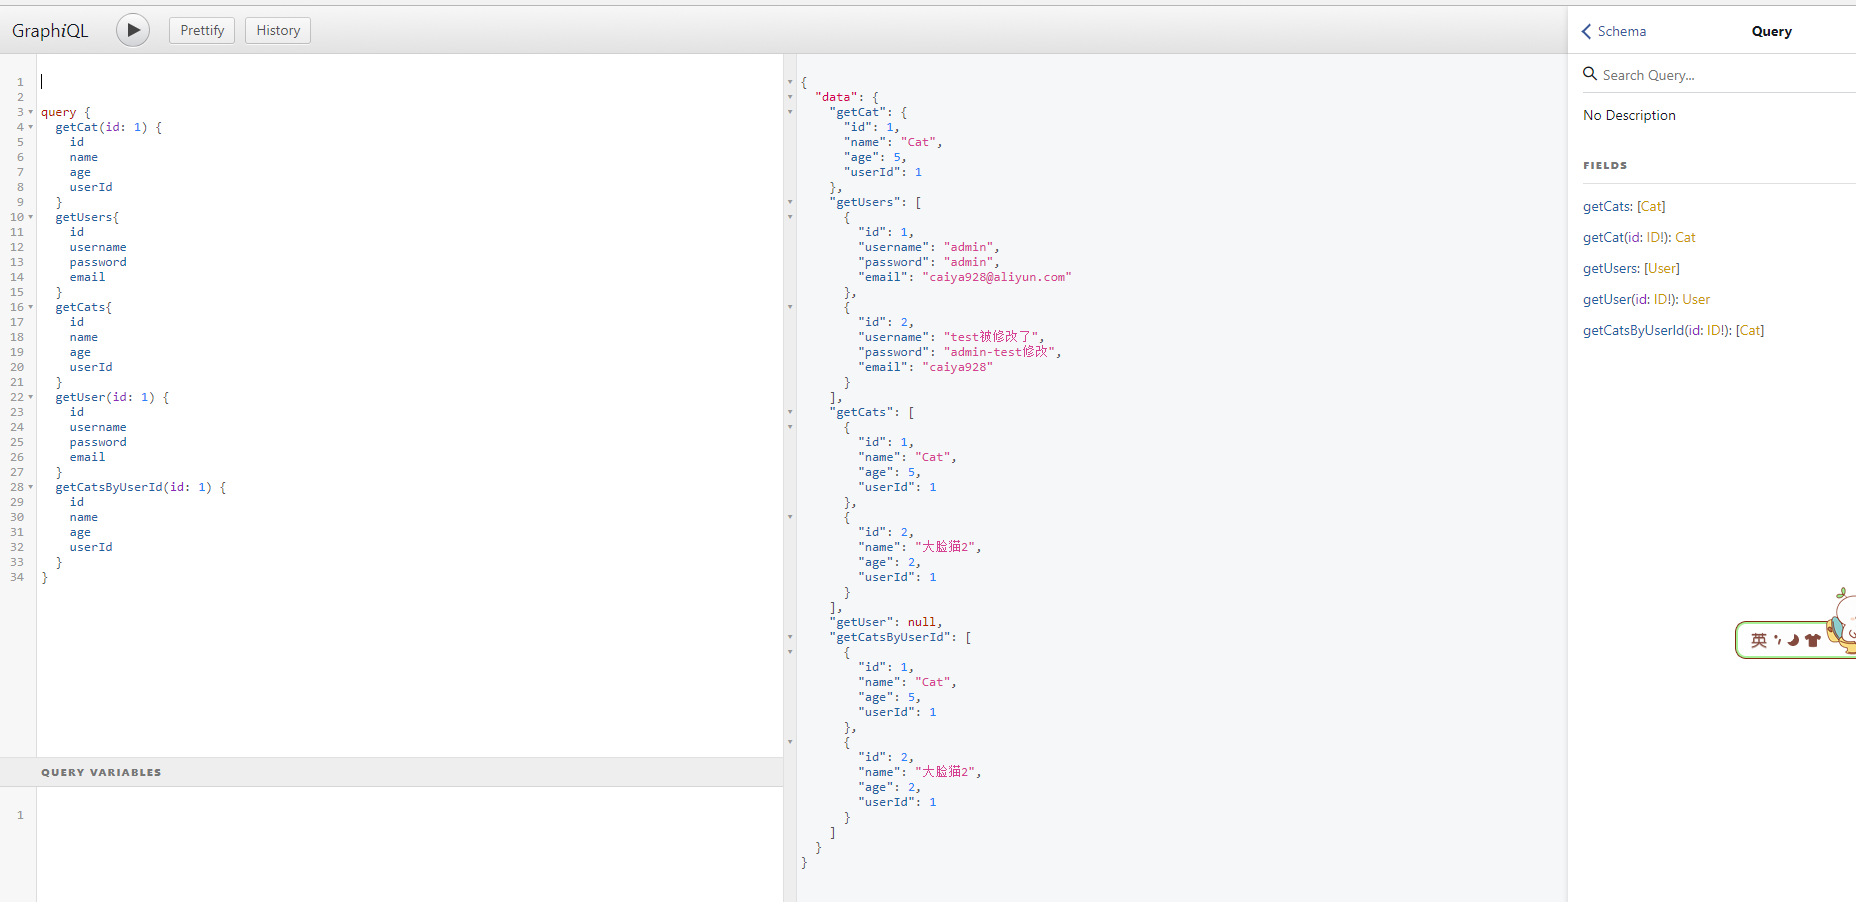 GraphiQL
Prettify
History
1
2
3 query {
4 getCat(id: 1) {
5 id
6 name
7 age
8 userId
9 }
10 getUsers{
11 id
12 username
13 password
14 email
15 }
16 getCats{
17 id
18 name
19 age
20 userId
21 }
22 getUser(id: 1) {
23 id
24 username
25 password
26 email
27 }
28 getCatsByUserId(id: 1) {
29 id
30 name
31 age
32 userId
33 }
34 }
QUERY VARIABLES
1
{
"data": {
"getCat": {
"id": 1,
"name": "Cat",
"age": 5,
"userId": 1
},
"getUsers": [
{
"id": 1,
"username": "admin",
"password": "admin",
"email": "caiya928@aliyun.com"
},
{
"id": 2,
"username": "test被修改了",
"password": "admin-test修改",
"email": "caiya928"
}
],
"getCats": [
{
"id": 1,
"name": "Cat",
"age": 5,
"userId": 1
},
{
"id": 2,
"name": "大脸猫2",
"age": 2,
"userId": 1
}
],
"getUser": null,
"getCatsByUserId": [
{
"id": 1,
"name": "Cat",
"age": 5,
"userId": 1
},
{
"id": 2,
"name": "大脸猫2",
"age": 2,
"userId": 1
}
]
}
}
Schema
Query
Search Query...
No Description
FIELDS
getCats: [Cat]
getCat(id: ID!): Cat
getUsers: [User]
getUser(id: ID!): User
getCatsByUserId(id: ID!): [Cat]
英